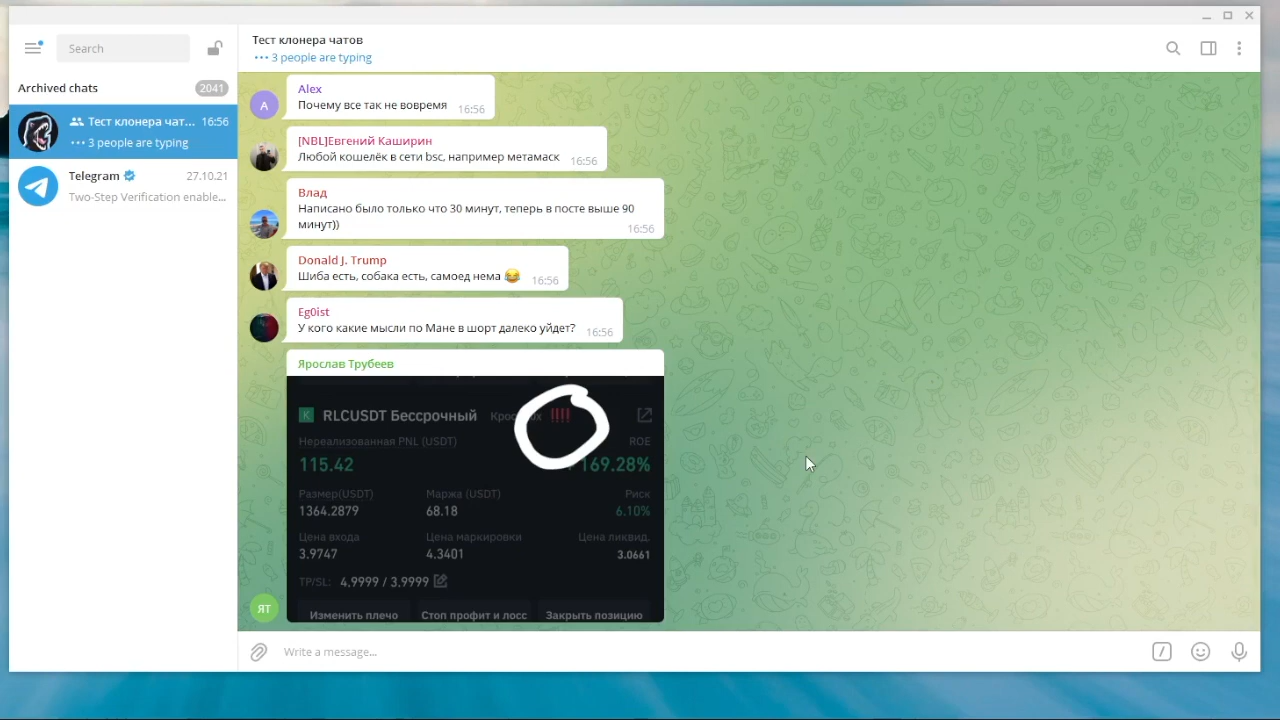 Search
Archived chats
2041
Тест клонера чат...
16:56
3 people are typing
Telegram
27.10.21
Two-Step Verification enable...
Тест клонера чатов
3 people are typing
Alex
A
Почему все так не вовремя
16:56
[NBL]Евгений Каширин
Любой кошелёк в сети bsc, например метамаск
16:56
Влад
Написано было только что 30 минут, теперь в посте выше 90
минут))
16:56
Donald J. Trump
Шиба есть, собака есть, самоед нема 😂
16:56
Eg0ist
У кого какие мысли по Мане в шорт далеко уйдет?
16:56
Ярослав Трубеев
K RLCUSDT Бессрочный !!!!
Нереализованная PNL (USDT) ROE
115.42 169.28%
Размер(USDT) Маржа (USDT) Риск
1364.2879 68.18 6.10%
Цена входа Цена маркировки Цена ликвид.
3.9747 4.3401 3.0661
TP/SL: 4.9999 / 3.9999
Изменить плечо Стоп профит и лосс Закрыть позицию
ЯТ
Write a message...